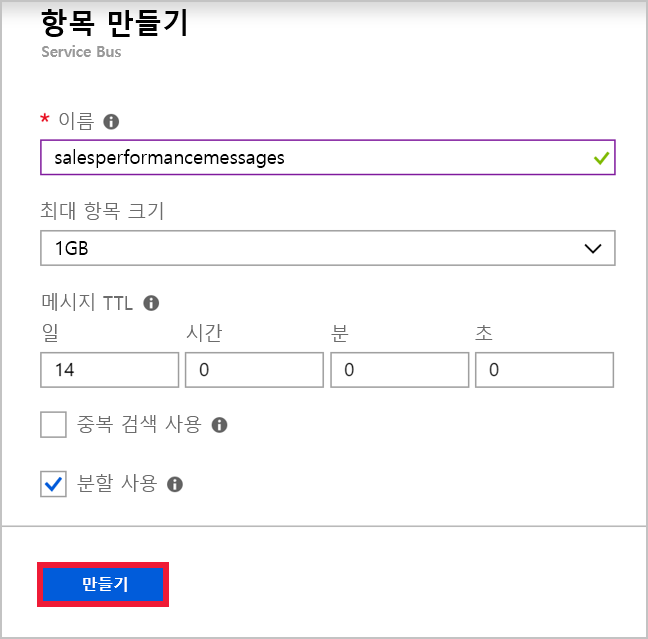 항목 만들기
Service Bus
* 이름
salesperformancemessages
최대 항목 크기
1GB
메시지 TTL
일 시간 분 초
14 0 0 0
중복 검색 사용
분할 사용
만들기